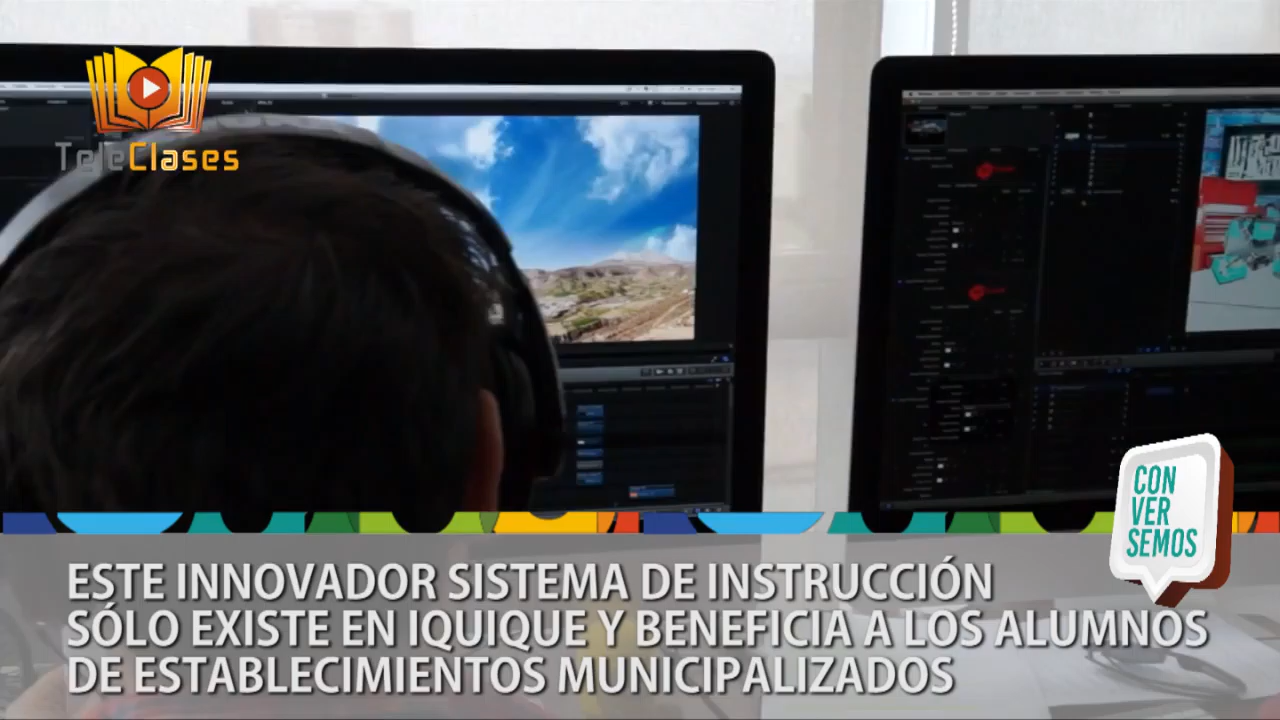 TeleClases
CON
VER
SEMOS
ESTE INNOVADOR SISTEMA DE INSTRUCCIÓN
SÓLO EXISTE EN IQUIQUE Y BENEFICIA A LOS ALUMNOS
DE ESTABLECIMIENTOS MUNICIPALIZADOS